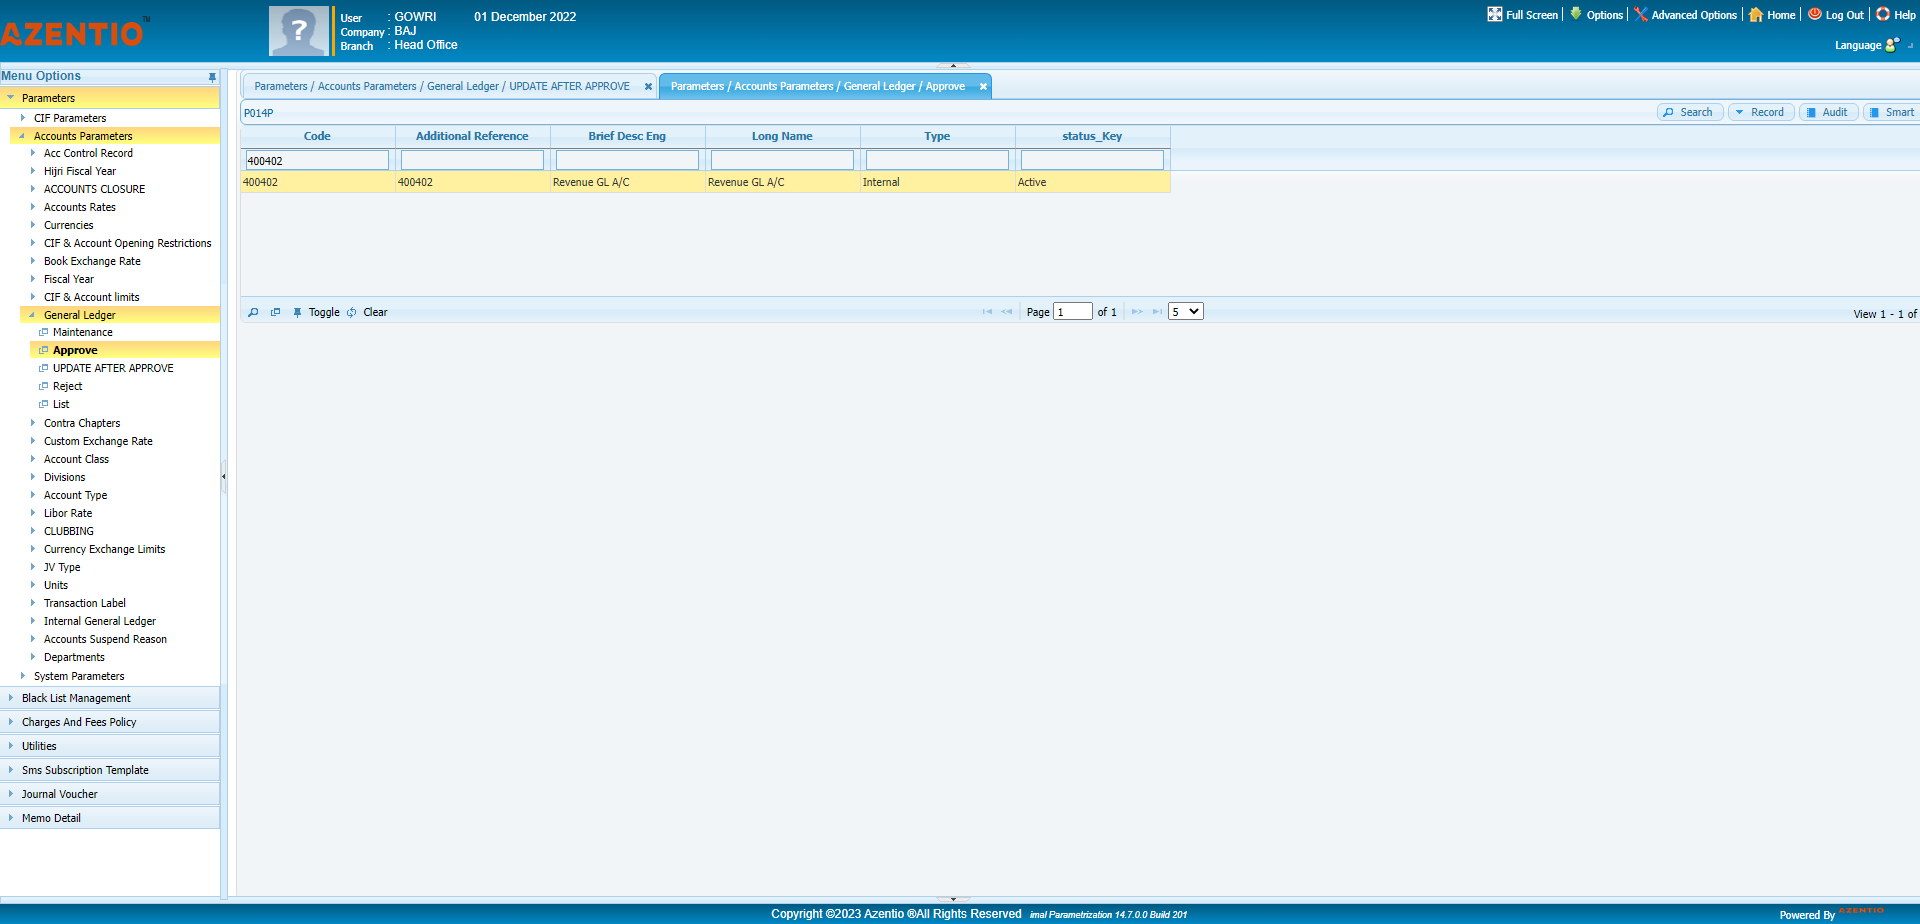 AZENTIO™
User : GOWRI 01 December 2022
Company : BAJ
Branch : Head Office
Full Screen Options Advanced Options Home Log Out Help
Language
Menu Options
Parameters
CIF Parameters
Accounts Parameters
Acc Control Record
Hijri Fiscal Year
ACCOUNTS CLOSURE
Accounts Rates
Currencies
CIF & Account Opening Restrictions
Book Exchange Rate
Fiscal Year
CIF & Account limits
General Ledger
Maintenance
Approve
UPDATE AFTER APPROVE
Reject
List
Contra Chapters
Custom Exchange Rate
Account Class
Divisions
Account Type
Libor Rate
CLUBBING
Currency Exchange Limits
JV Type
Units
Transaction Label
Internal General Ledger
Accounts Suspend Reason
Departments
System Parameters
Black List Management
Charges And Fees Policy
Utilities
Sms Subscription Template
Journal Voucher
Memo Detail
Parameters / Accounts Parameters / General Ledger / UPDATE AFTER APPROVE
Parameters / Accounts Parameters / General Ledger / Approve
P014P
Search Record Audit Smart
Code Additional Reference Brief Desc Eng Long Name Type status_Key
400402
400402 400402 Revenue GL A/C Revenue GL A/C Internal Active
Toggle Clear Page 1 of 1 5 View 1 - 1 of
Copyright ©2023 Azentio ®All Rights Reserved imal Parametrization 14.7.0.0 Build 201
Powered By AZENTIO